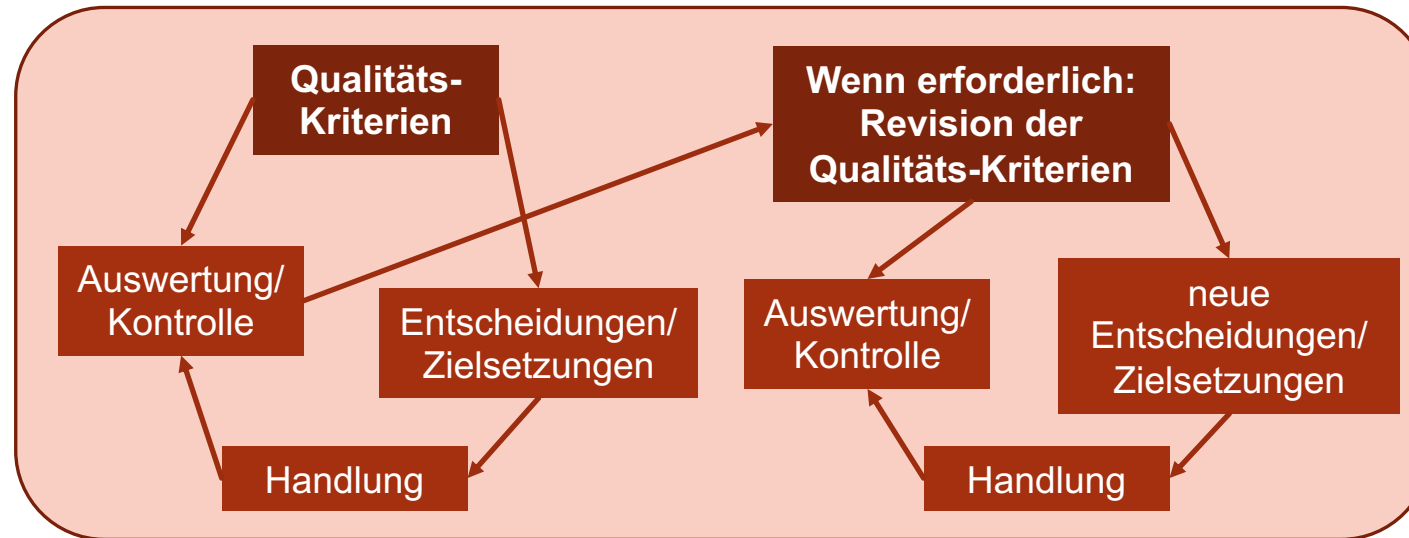 Qualitäts-
Kriterien
Auswertung/
Kontrolle
Entscheidungen/
Zielsetzungen
Handlung
Wenn erforderlich:
Revision der
Qualitäts-Kriterien
Auswertung/
Kontrolle
neue
Entscheidungen/
Zielsetzungen
Handlung